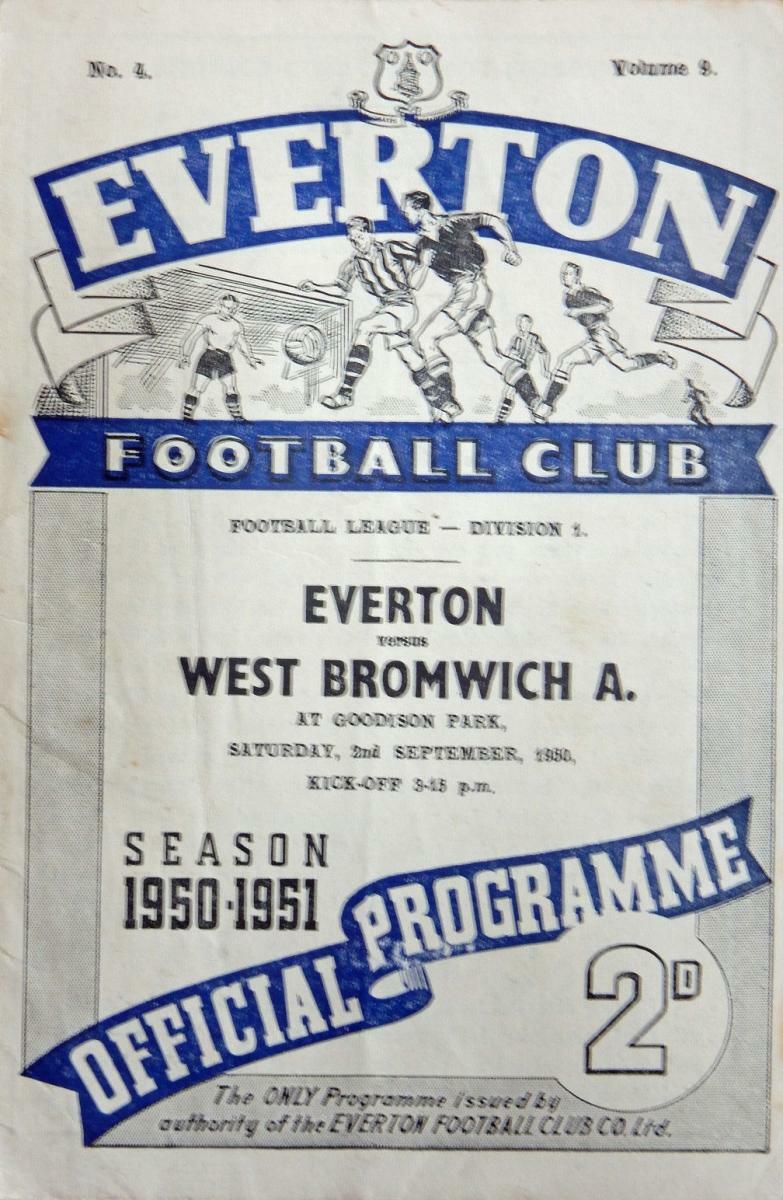 No. 4.
Volume 9.
EVERTON
FOOTBALL CLUB
FOOTBALL LEAGUE — DIVISION 1.
EVERTON
versus
WEST BROMWICH A.
AT GOODISON PARK,
SATURDAY, 2nd SEPTEMBER, 1950,
KICK-OFF 3-15 p.m.
SEASON
1950-1951
OFFICIAL PROGRAMME
2D
The ONLY Programme issued by
authority of the EVERTON FOOTBALL CLUB CO. Ltd.